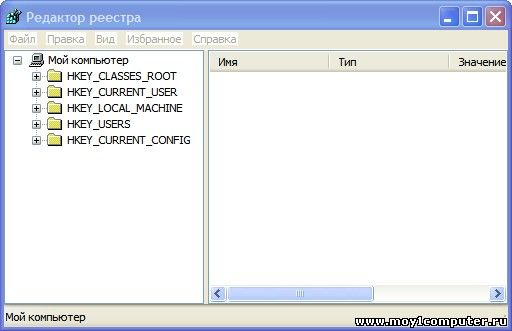 Редактор реестра
Файл Правка Вид Избранное Справка
Мой компьютер
HKEY_CLASSES_ROOT
HKEY_CURRENT_USER
HKEY_LOCAL_MACHINE
HKEY_USERS
HKEY_CURRENT_CONFIG
Имя Тип Значение
Мой компьютер
www.moy1computer.ru